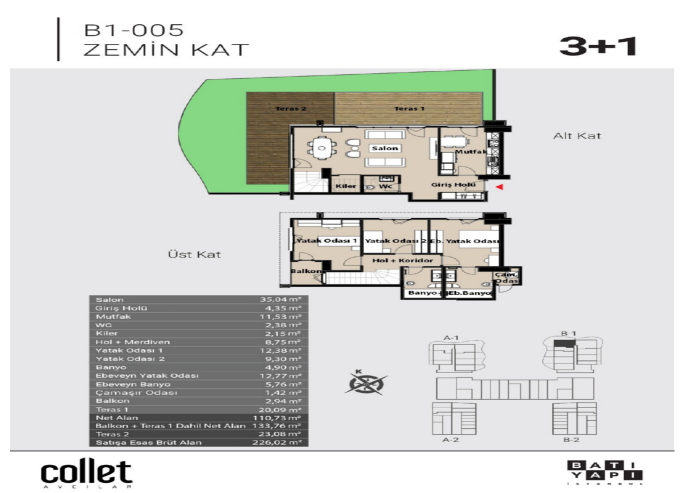 B1-005
ZEMİN KAT
3+1
Teras 2
Teras 1
Alt Kat
Salon
Mutfak
Kiler
Wc
Giriş Holü
Üst Kat
Yatak Odası 1
Yatak Odası 2
Eb. Yatak Odası
Hol + Koridor
Balkon
Banyo
Eb.Banyo
Çam. Odası
Salon 35,04 m²
Giriş Holü 4,35 m²
Mutfak 11,53 m²
WC 2,38 m²
Kiler 2,15 m²
Hol + Merdiven 8,75 m²
Yatak Odası 1 12,38 m²
Yatak Odası 2 9,30 m²
Banyo 4,90 m²
Ebeveyn Yatak Odası 12,77 m²
Ebeveyn Banyo 5,76 m²
Çamaşır Odası 1,42 m²
Balkon 2,94 m²
Teras 1 20,09 m²
Net Alan 110,73 m²
Balkon + Teras 1 Dahil Net Alan 133,76 m²
Teras 2 23,08 m²
Satışa Esas Brüt Alan 226,02 m²
K
A-1
B-1
A-2
B-2
collet
AVCILAR
BATI
YAPI
İSTANBUL